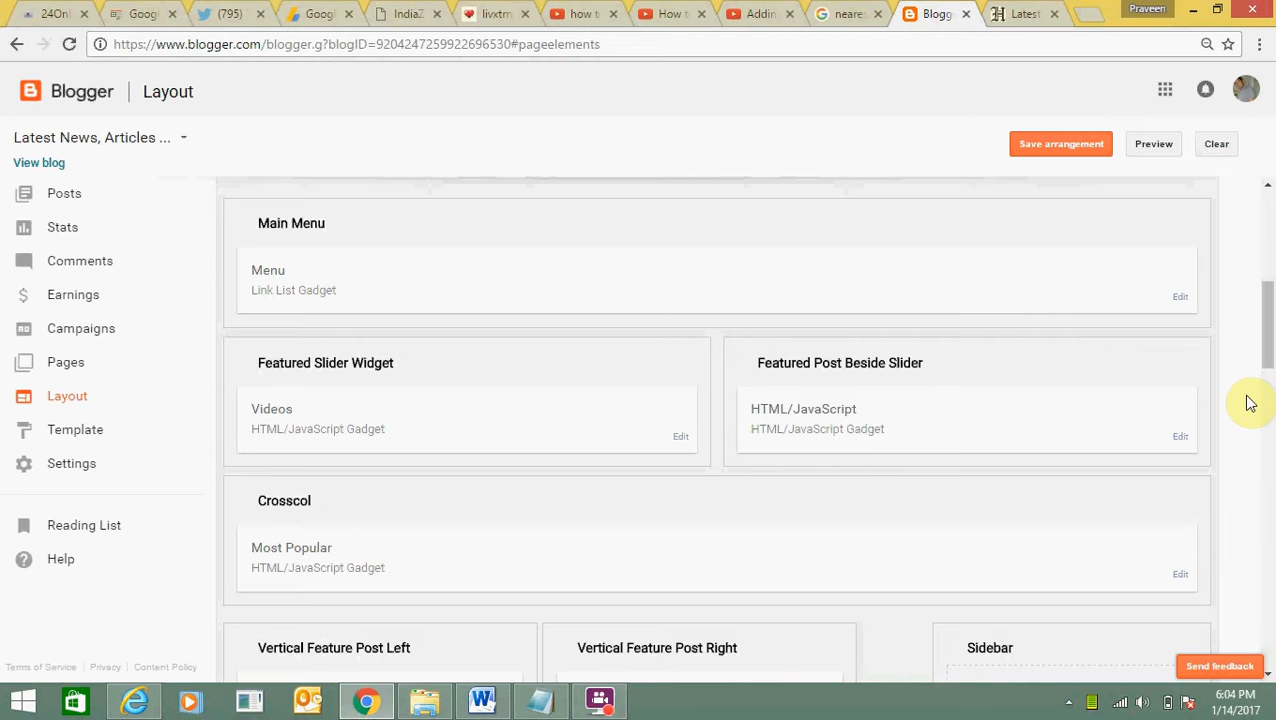 24Onl
Googl
(795)
Googl
IndiaZ
livxtm
how to
How to
Addin
neares
Blogg
Latest
Praveen
https://www.blogger.com/blogger.g?blogID=9204247259922696530#pageelements
Blogger
Layout
Latest News, Articles ...
View blog
Save arrangement
Preview
Clear
Posts
Stats
Comments
Earnings
Campaigns
Pages
Layout
Template
Settings
Reading List
Help
Terms of Service
Privacy
Content Policy
Main Menu
Menu
Link List Gadget
Edit
Featured Slider Widget
Videos
HTML/JavaScript Gadget
Edit
Featured Post Beside Slider
HTML/JavaScript
HTML/JavaScript Gadget
Edit
Crosscol
Most Popular
HTML/JavaScript Gadget
Edit
Vertical Feature Post Left
Vertical Feature Post Right
Sidebar
Send feedback
6:04 PM
1/14/2017